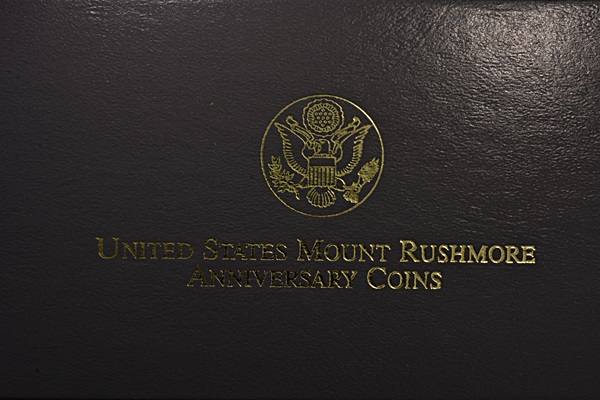 United States Mount Rushmore
Anniversary Coins